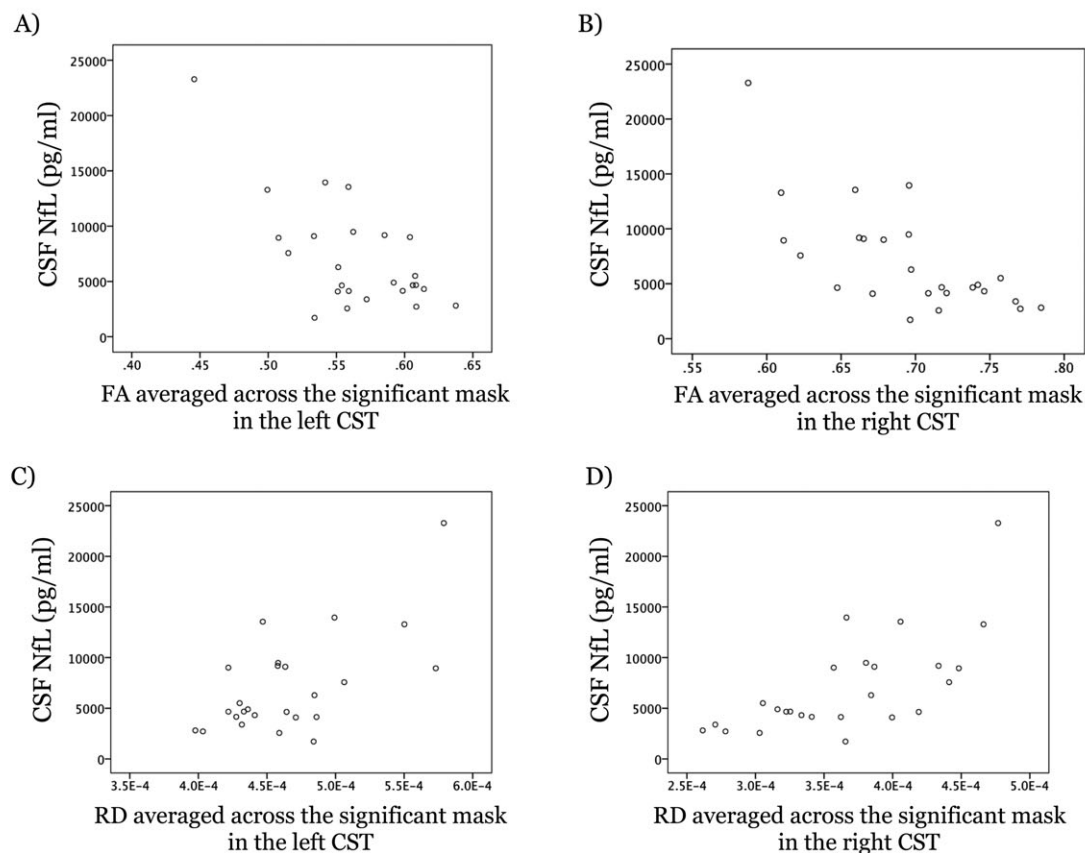 A)
CSF NfL (pg/ml)
25000
20000
15000
10000
5000
0
.40 .45 .50 .55 .60 .65
FA averaged across the significant mask
in the left CST
B)
CSF NfL (pg/ml)
25000
20000
15000
10000
5000
0
.55 .60 .65 .70 .75 .80
FA averaged across the significant mask
in the right CST
C)
CSF NfL (pg/ml)
25000
20000
15000
10000
5000
0
3.5E-4 4.0E-4 4.5E-4 5.0E-4 5.5E-4 6.0E-4
RD averaged across the significant mask
in the left CST
D)
CSF NfL (pg/ml)
25000
20000
15000
10000
5000
0
2.5E-4 3.0E-4 3.5E-4 4.0E-4 4.5E-4 5.0E-4
RD averaged across the significant mask
in the right CST